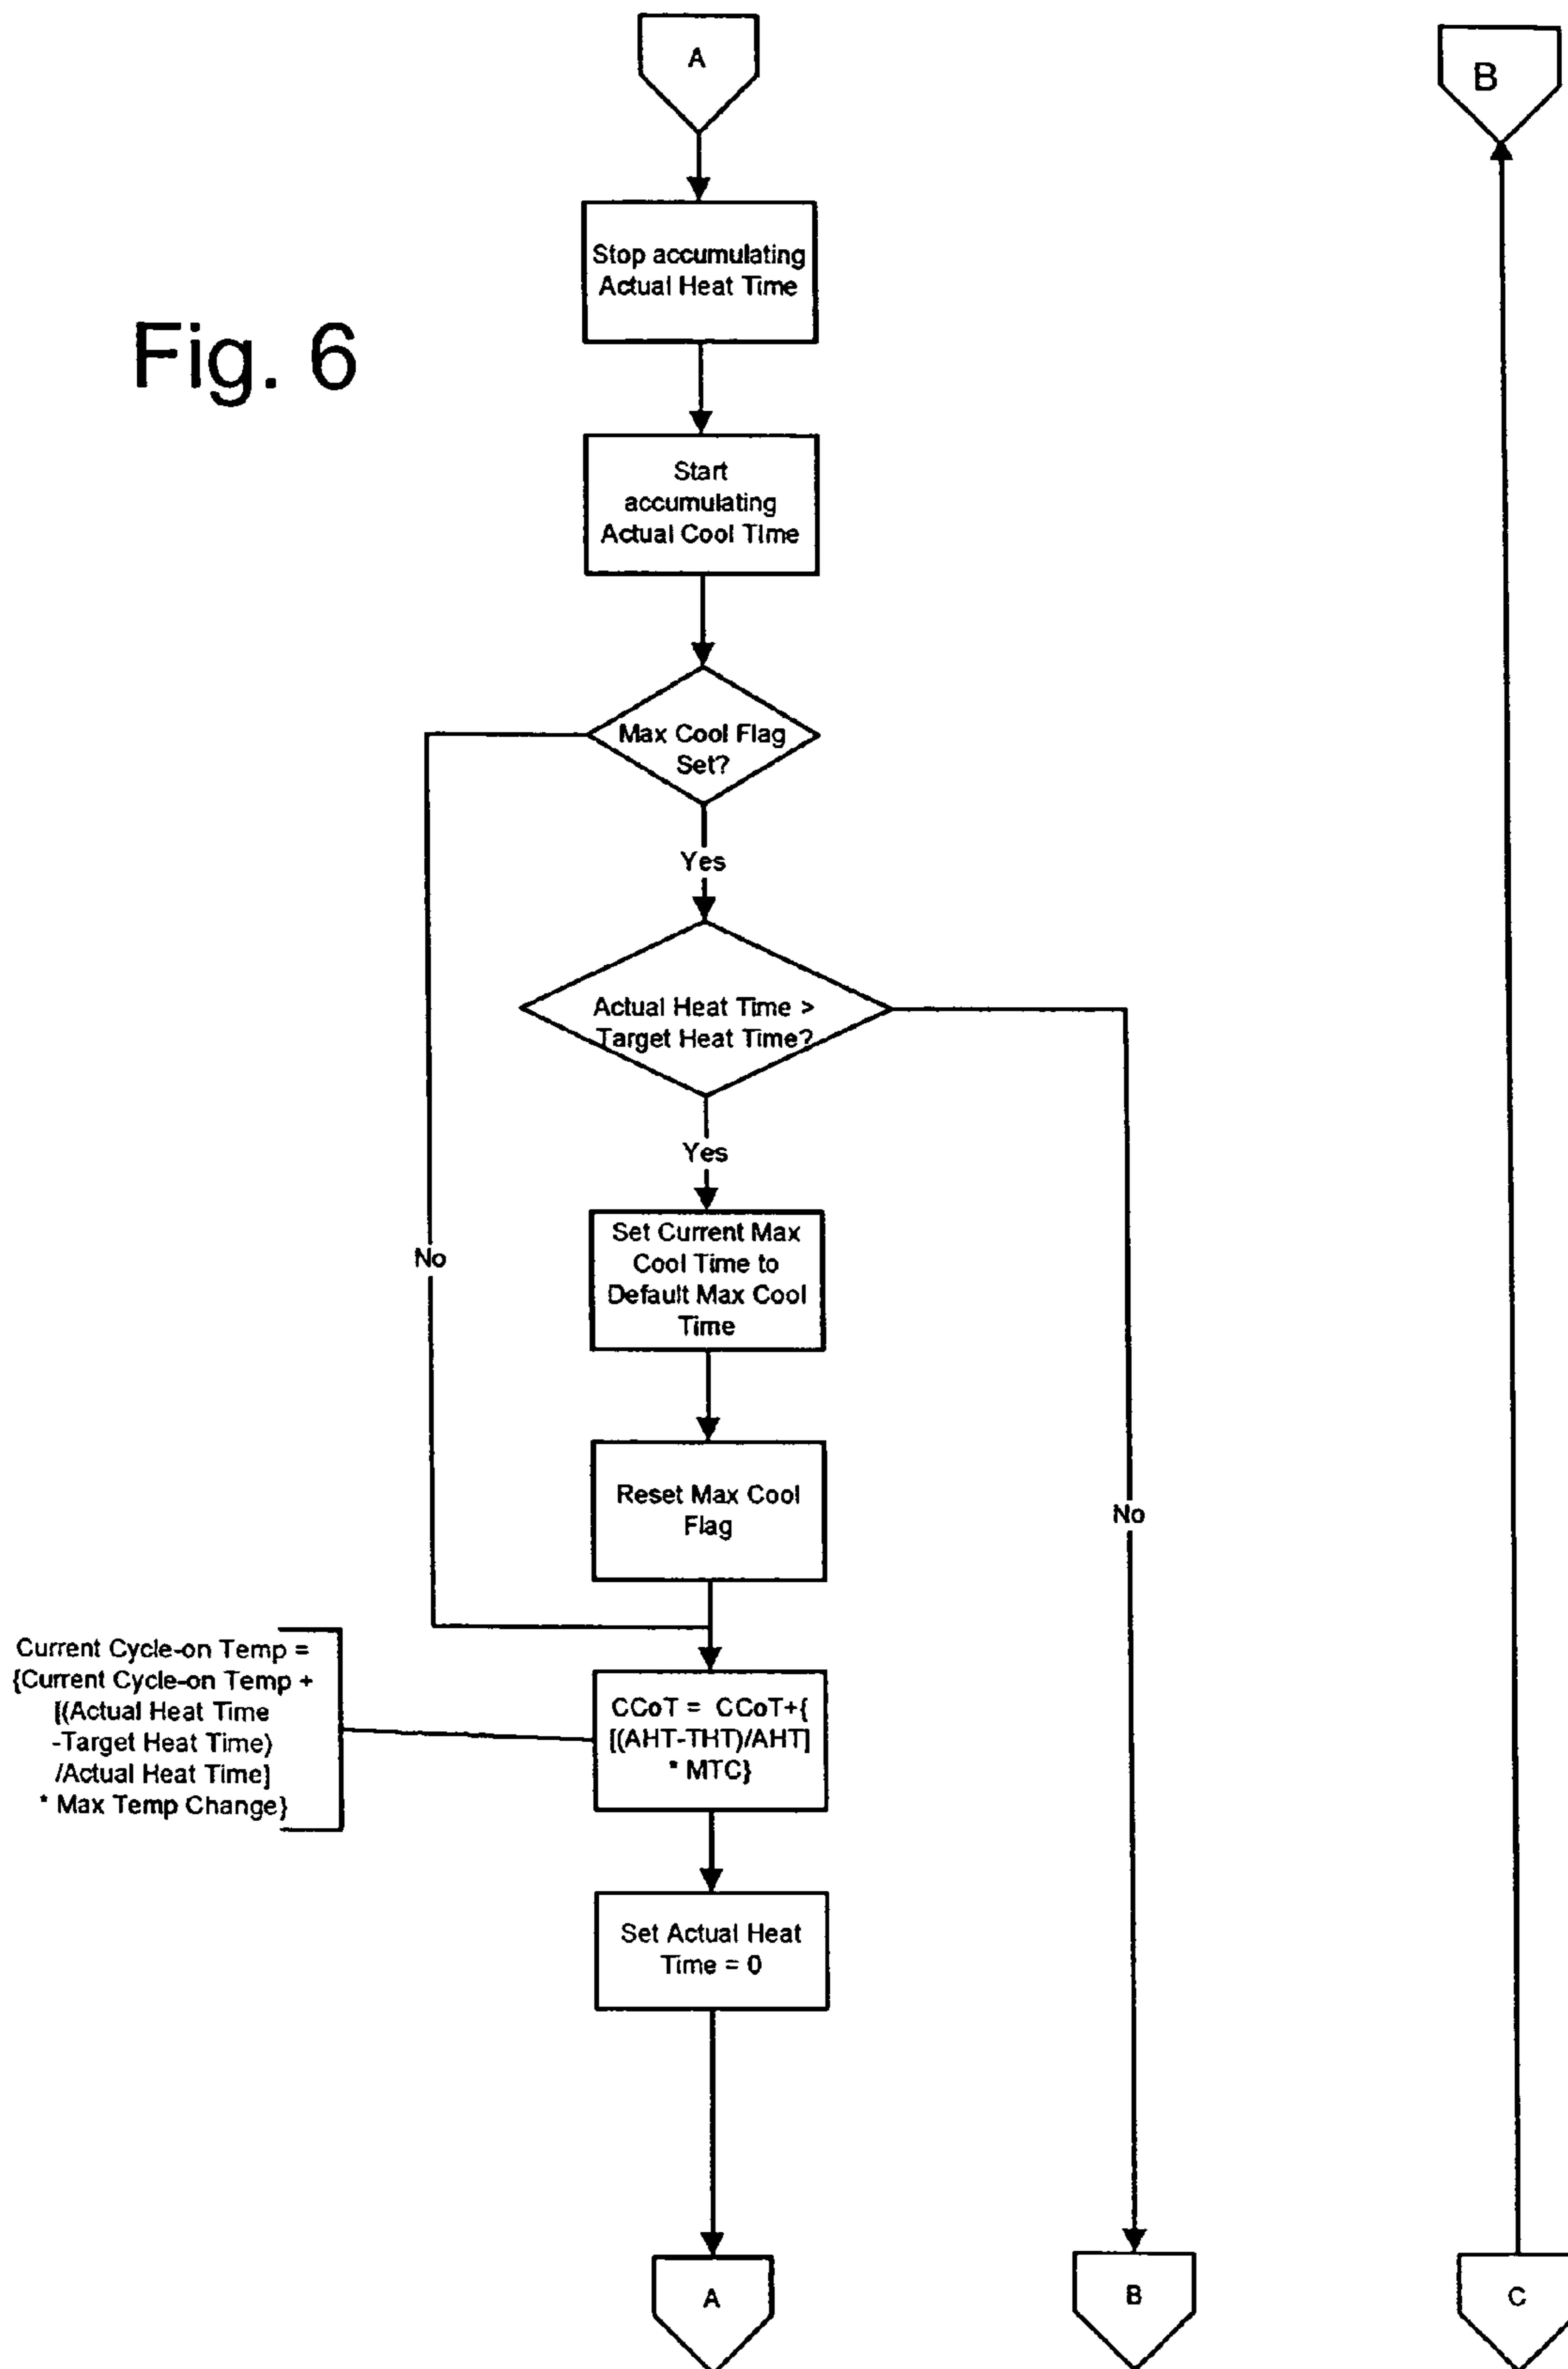 A
B
Stop accumulating
Actual Heat Time
Fig. 6
Start
accumulating
Actual Cool Time
Max Cool Flag
Set?
Yes
Actual Heat Time >
Target Heat Time?
Yes
Set Current Max
Cool Time to
Default Max Cool
Time
No
Reset Max Cool
Flag
No
Current Cycle-on Temp =
{Current Cycle-on Temp +
[(Actual Heat Time
-Target Heat Time)
/Actual Heat Time]
* Max Temp Change}
CCoT = CCoT+{
[(AHT-THT)/AHT]
* MTC}
Set Actual Heat
Time = 0
A
B
C